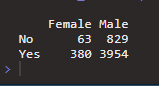 Female Male
No 63 829
Yes 380 3954
>